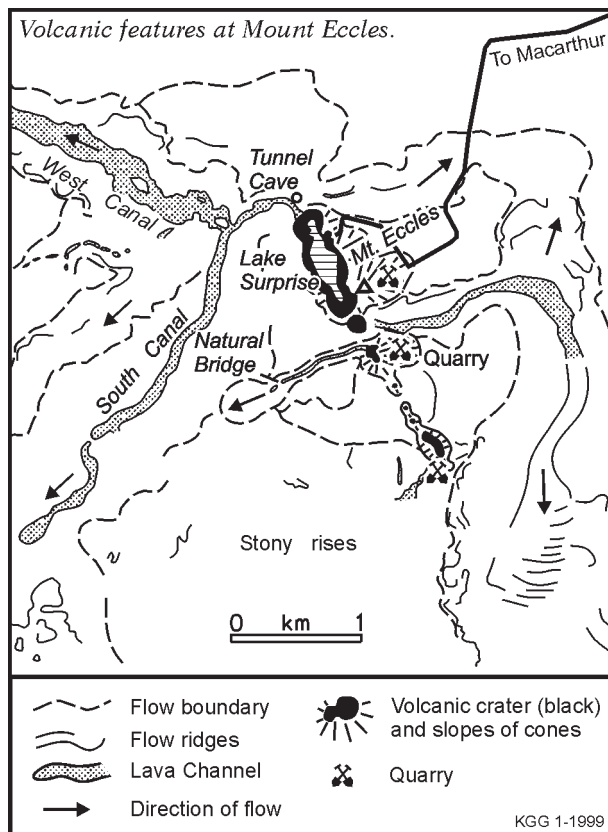 Volcanic features at Mount Eccles.
To Macarthur
Tunnel
Cave
West Canal
Mt. Eccles
Lake
Surprise
South Canal
Natural
Bridge
Quarry
Stony rises
0 km 1
Flow boundary
Flow ridges
Lava Channel
Direction of flow
Volcanic crater (black)
and slopes of cones
Quarry
KGG 1-1999